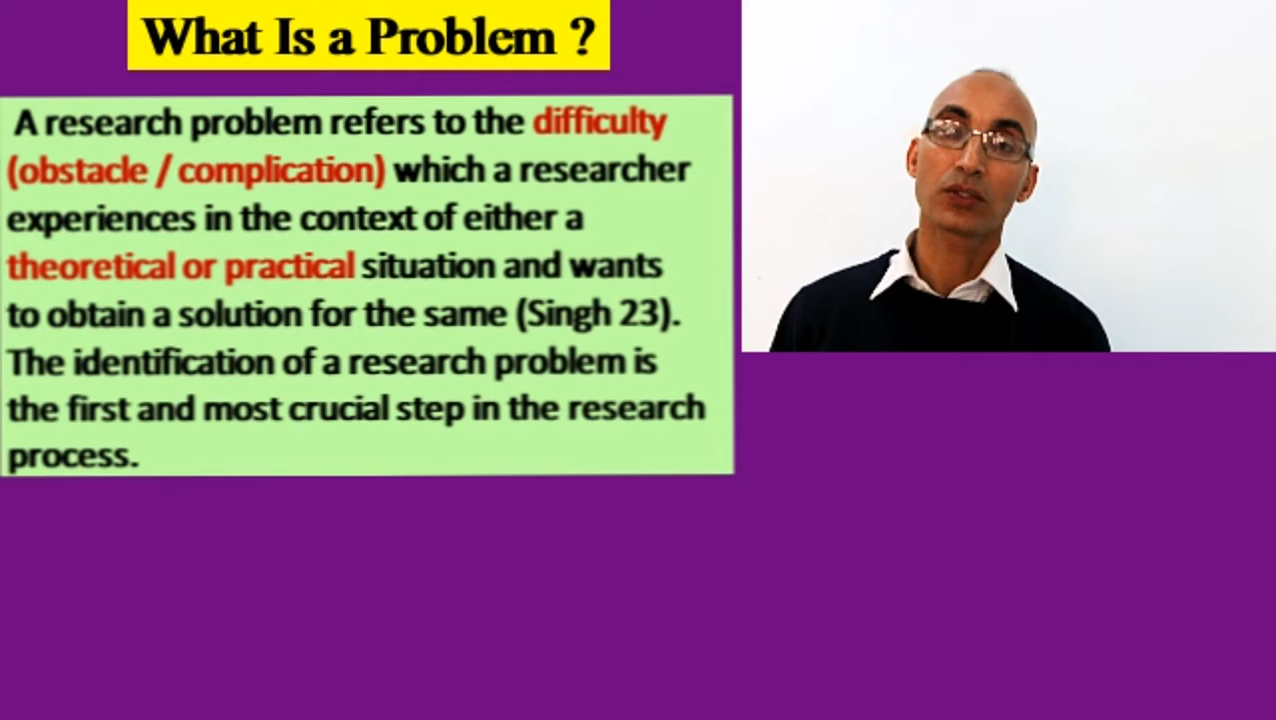 What Is a Problem ?
A research problem refers to the difficulty
(obstacle / complication) which a researcher
experiences in the context of either a
theoretical or practical situation and wants
to obtain a solution for the same (Singh 23).
The identification of a research problem is
the first and most crucial step in the research
process.